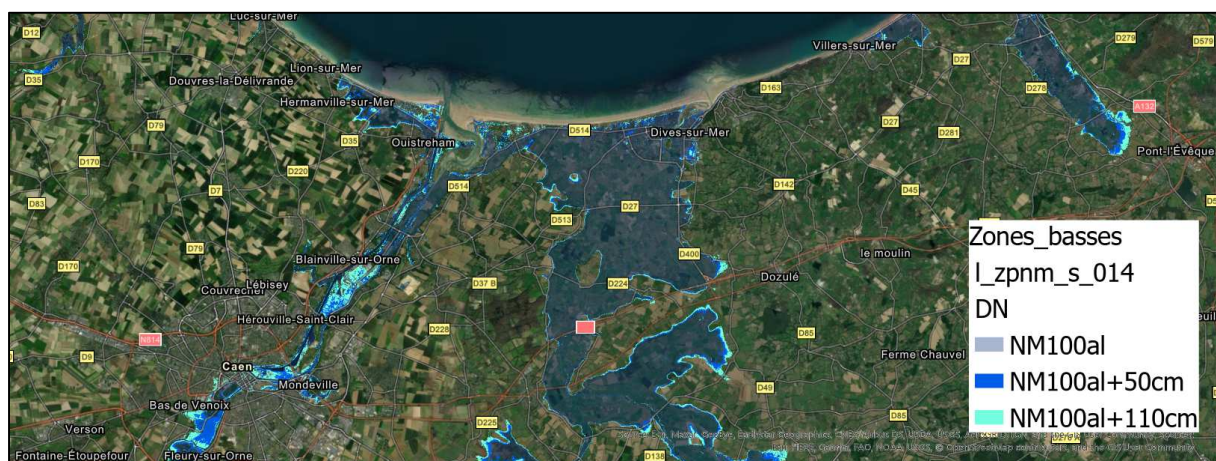 Luc-sur-Mer
D12
D35
Lion-sur-Mer
Douvres-la-Délivrande
Hermanville-sur-Mer
D79
D35
Ouistreham
D170
D220
D7
D83
D514
D79
D170
Blainville-sur-Orne
Lébisey
Couvrechef
Hérouville-Saint-Clair
N814
D9
Caen
Mondeville
Bas de Venoix
Verson
Fontaine-Étoupefour
Fleury-sur-Orne
D37 B
D228
D225
D513
D514
D27
D224
D138
Villers-sur-Mer
D163
Dives-sur-Mer
D27
D142
D400
Dozulé
D49
D85
D85
Ferme Chauvel
le moulin
D45
D281
D27
D278
D279
D579
A132
Pont-l'Évêque
Zones_basses
l_zpnm_s_014
DN
NM100al
NM100al+50cm
NM100al+110cm